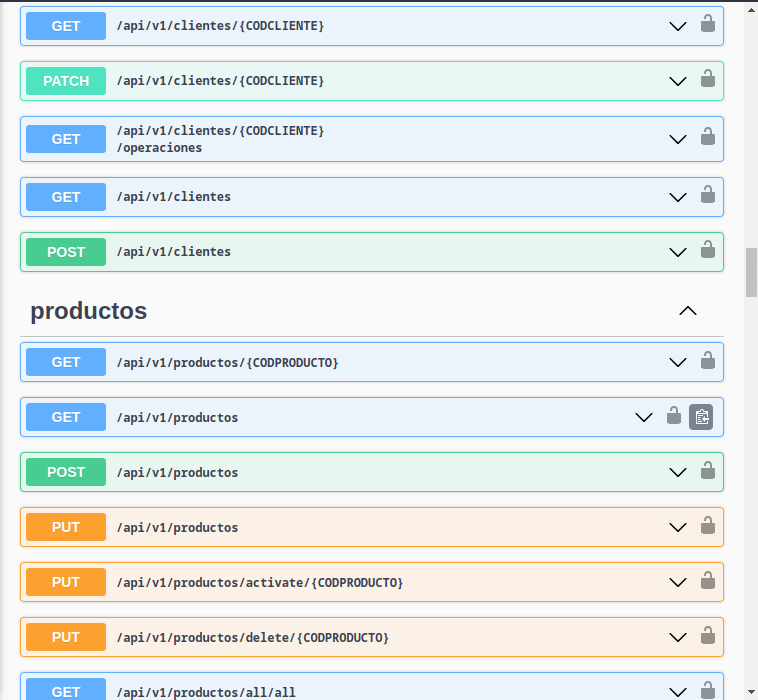 GET /api/v1/clientes/{CODCLIENTE}
PATCH /api/v1/clientes/{CODCLIENTE}
GET /api/v1/clientes/{CODCLIENTE}
/operaciones
GET /api/v1/clientes
POST /api/v1/clientes
productos
GET /api/v1/productos/{CODPRODUCTO}
GET /api/v1/productos
POST /api/v1/productos
PUT /api/v1/productos
PUT /api/v1/productos/activate/{CODPRODUCTO}
PUT /api/v1/productos/delete/{CODPRODUCTO}
GET /api/v1/productos/all/all